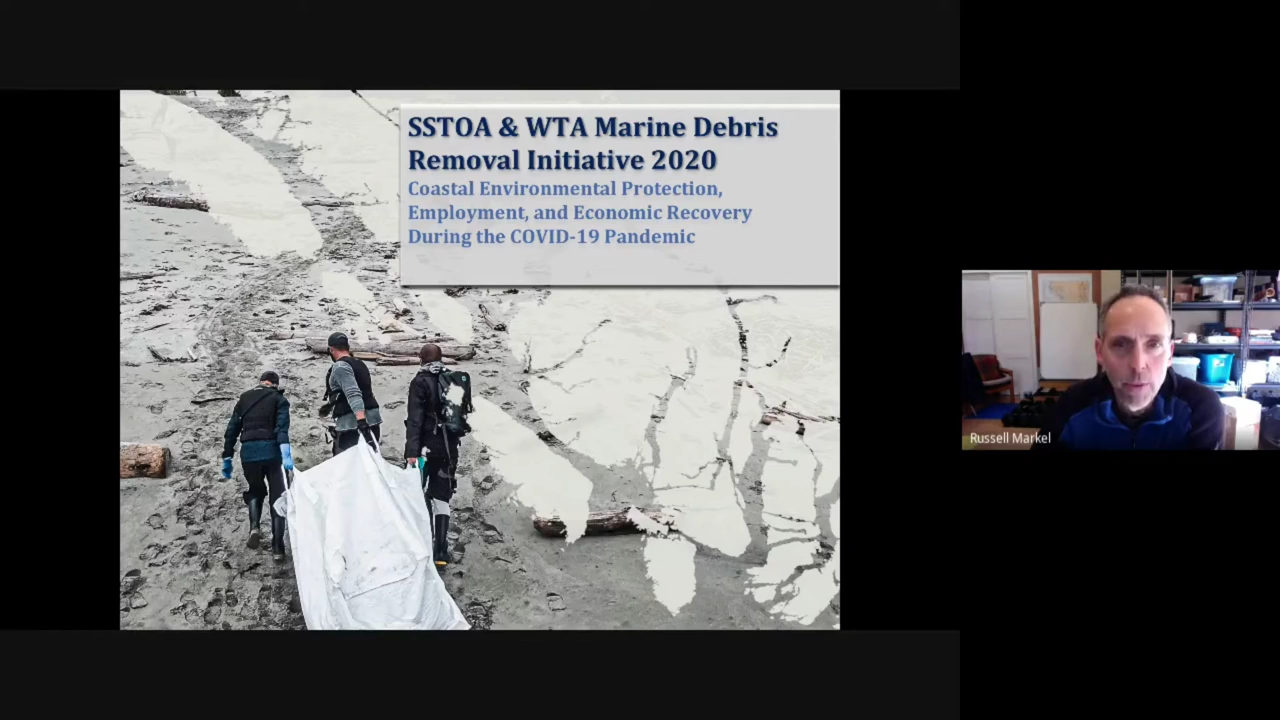 SSTOA & WTA Marine Debris
Removal Initiative 2020
Coastal Environmental Protection,
Employment, and Economic Recovery
During the COVID-19 Pandemic
Russell Markel